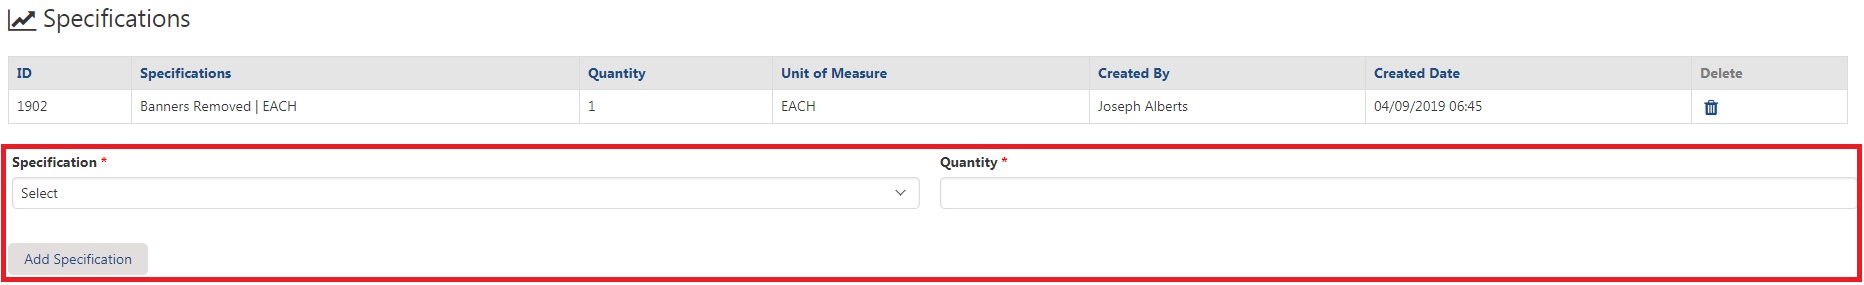 Specifications
ID Specifications Quantity Unit of Measure Created By Created Date Delete
1902 Banners Removed | EACH 1 EACH Joseph Alberts 04/09/2019 06:45
Specification * Quantity *
Select
Add Specification